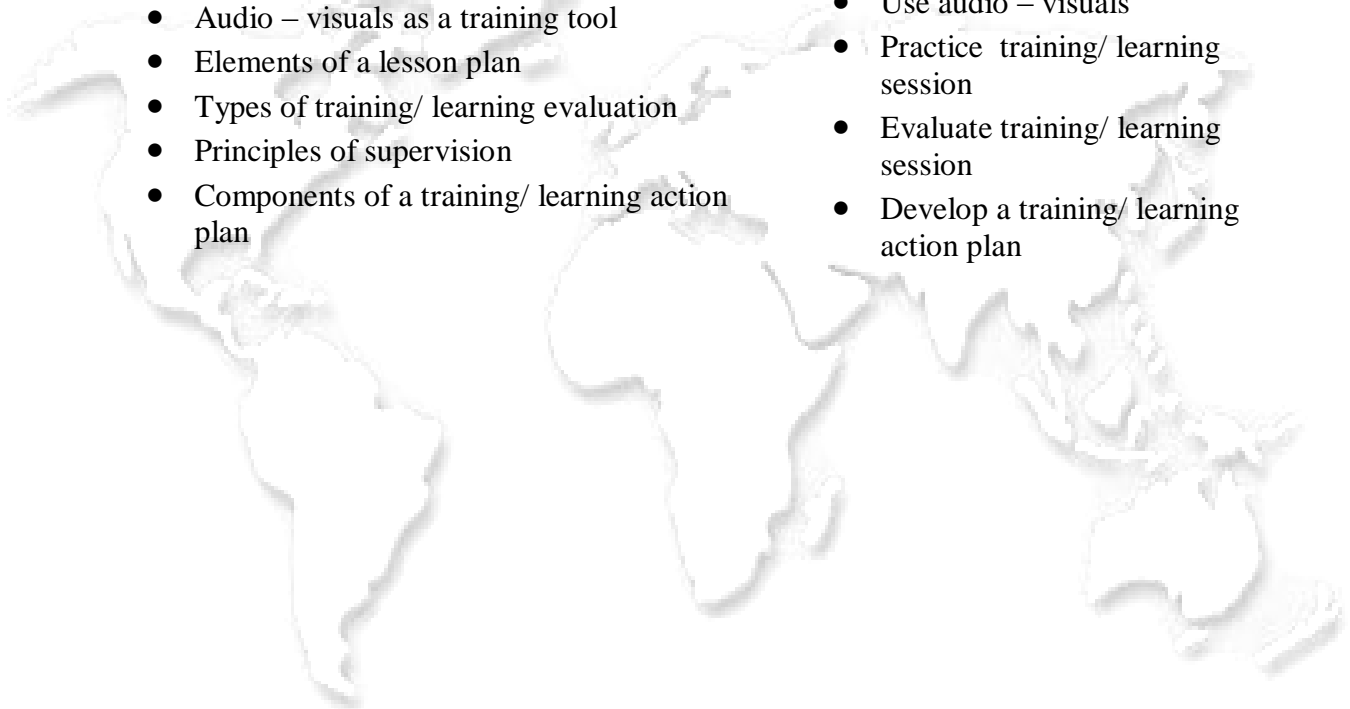 • Audio – visuals as a training tool
• Elements of a lesson plan
• Types of training/ learning evaluation
• Principles of supervision
• Components of a training/ learning action
plan
• Use audio – visuals
• Practice training/ learning
session
• Evaluate training/ learning
session
• Develop a training/ learning
action plan